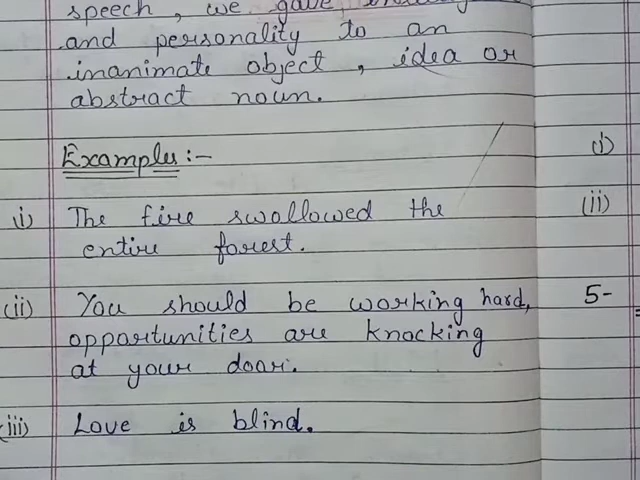 speech, we gave
and personality to an
inanimate object, idea or
abstract noun.
Examples :-
(i)
i) The fire swallowed the
(ii)
entire forest.
(ii) You should be working hard,
5-
opportunities are knocking
at your door.
(iii) Love is blind.